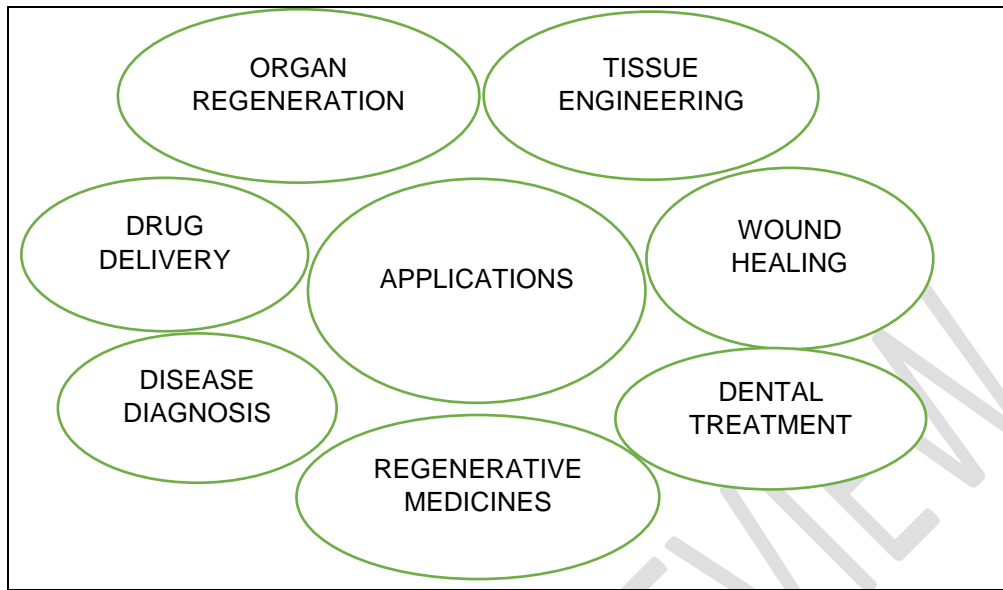 ORGAN
REGENERATION
TISSUE
ENGINEERING
DRUG
DELIVERY
APPLICATIONS
WOUND
HEALING
DISEASE
DIAGNOSIS
DENTAL
TREATMENT
REGENERATIVE
MEDICINES